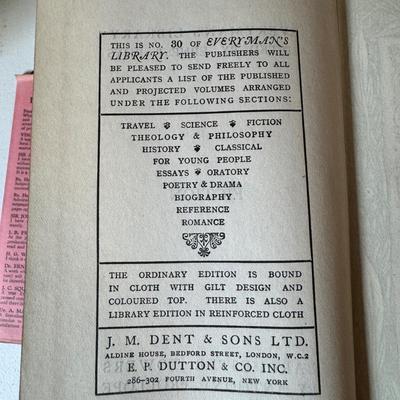 THIS IS NO. 30 OF EVERYMAN'S
LIBRARY. THE PUBLISHERS WILL
BE PLEASED TO SEND FREELY TO ALL
APPLICANTS A LIST OF THE PUBLISHED
AND PROJECTED VOLUMES ARRANGED
UNDER THE FOLLOWING SECTIONS:
TRAVEL SCIENCE FICTION
THEOLOGY & PHILOSOPHY
HISTORY CLASSICAL
FOR YOUNG PEOPLE
ESSAYS ORATORY
POETRY & DRAMA
BIOGRAPHY
REFERENCE
ROMANCE
THE ORDINARY EDITION IS BOUND
IN CLOTH WITH GILT DESIGN AND
COLOURED TOP. THERE IS ALSO A
LIBRARY EDITION IN REINFORCED CLOTH
J. M. DENT & SONS LTD.
ALDINE HOUSE, BEDFORD STREET, LONDON, W.C.2
E. P. DUTTON & CO. INC.
286-302 FOURTH AVENUE, NEW YORK